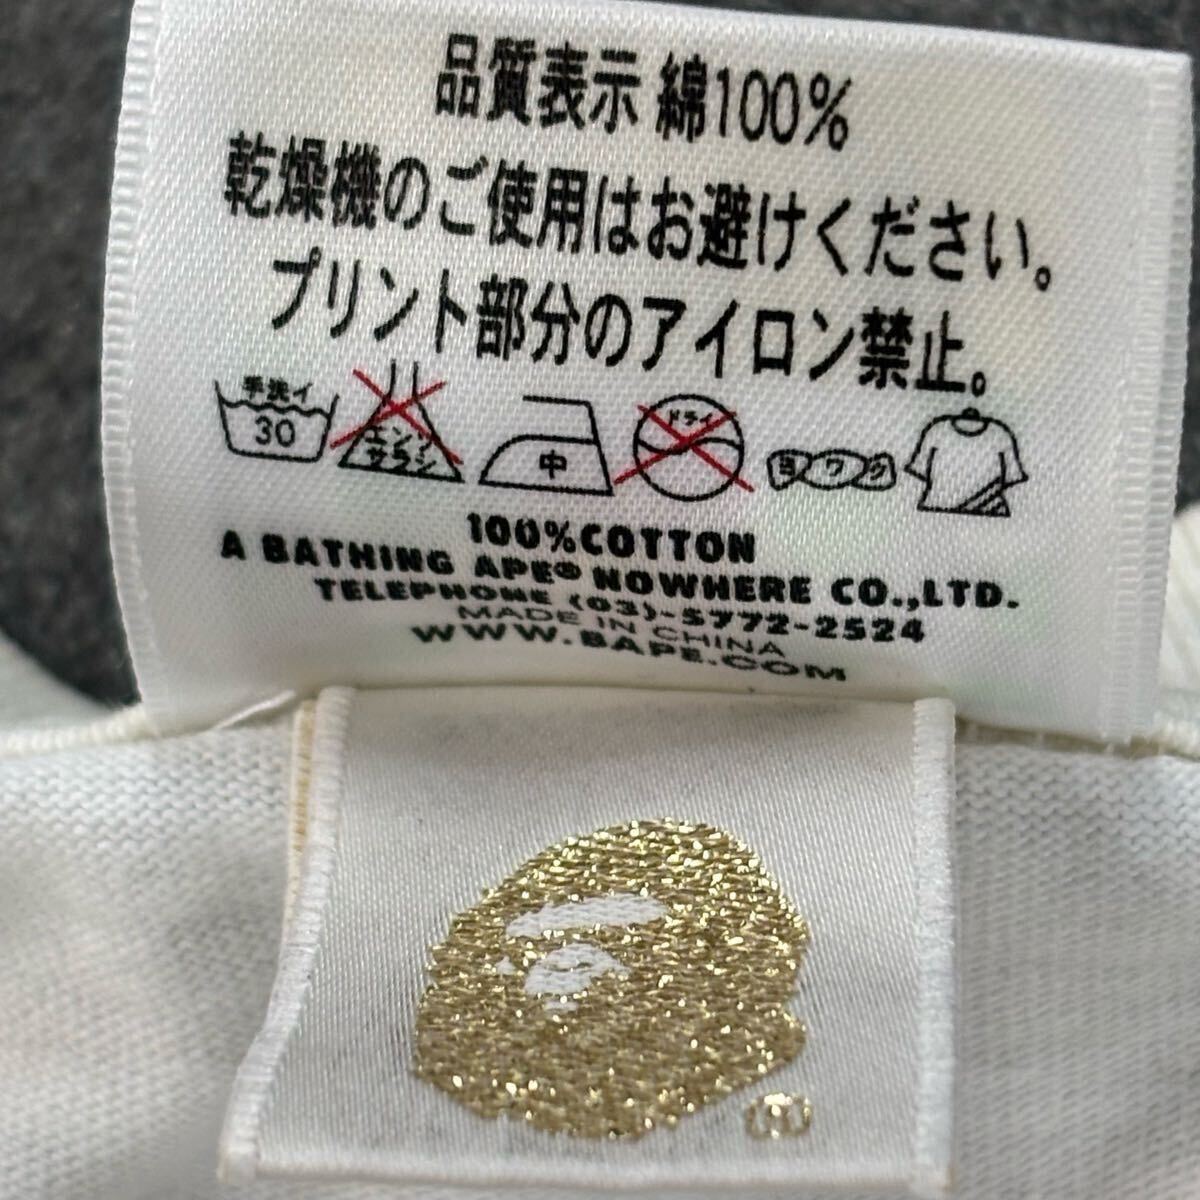 品質表示 綿100%
乾燥機のご使用はお避けください。
プリント部分のアイロン禁止。
手洗イ 30 エンソサラシ 中 ドライ ヨワク
100%COTTON
A BATHING APE® NOWHERE CO.,LTD.
TELEPHONE (03)-5772-2524
MADE IN CHINA
WWW.BAPE.COM
®